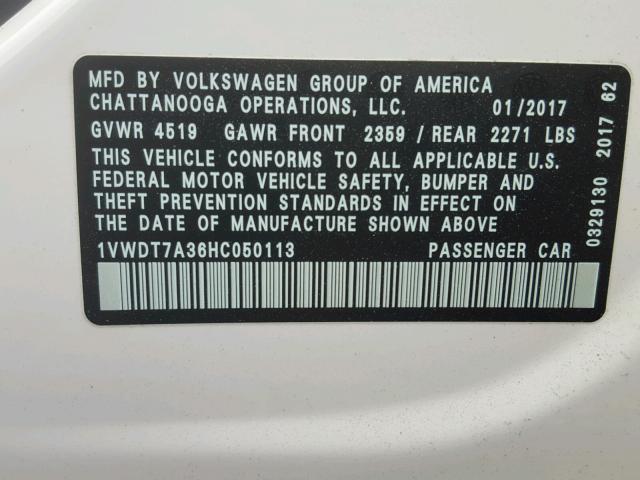 MFD BY VOLKSWAGEN GROUP OF AMERICA
CHATTANOOGA OPERATIONS, LLC. 01/2017
GVWR 4519 GAWR FRONT 2359 / REAR 2271 LBS
THIS VEHICLE CONFORMS TO ALL APPLICABLE U.S.
FEDERAL MOTOR VEHICLE SAFETY, BUMPER AND
THEFT PREVENTION STANDARDS IN EFFECT ON
THE DATE OF MANUFACTURE SHOWN ABOVE
1VWDT7A36HC050113 PASSENGER CAR
0329130 2017 62